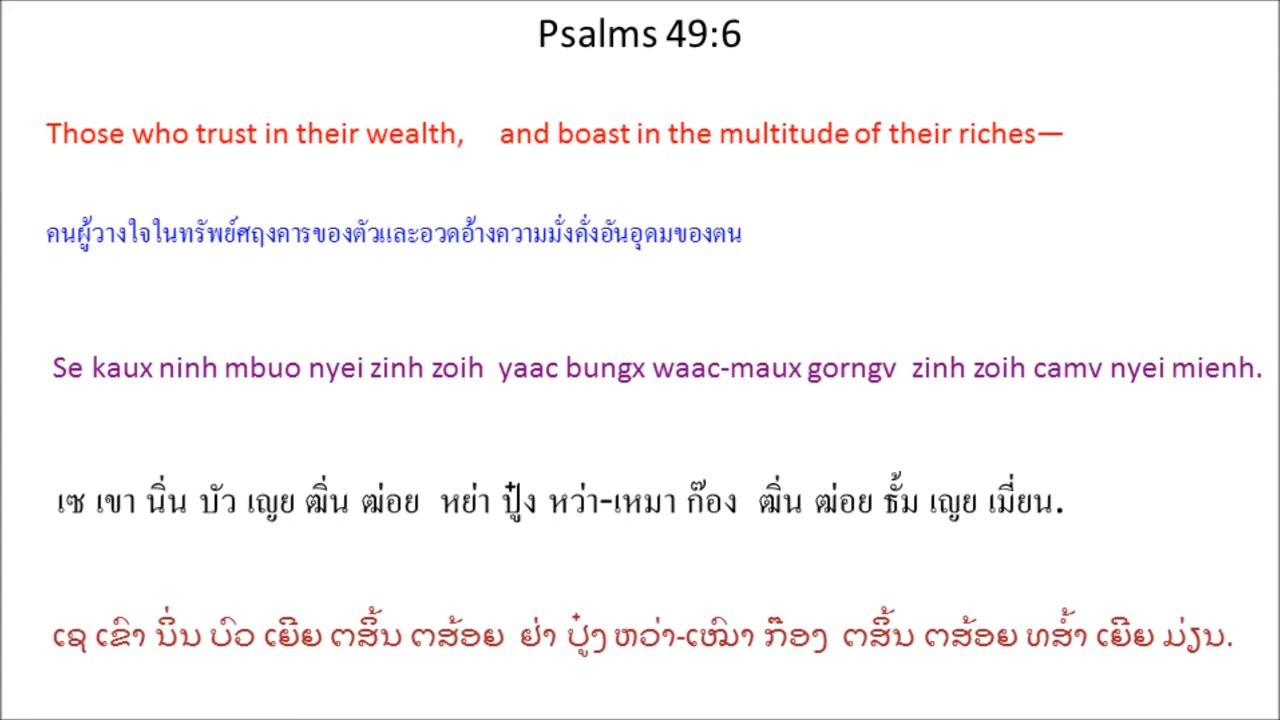 Psalms 49:6
Those who trust in their wealth, and boast in the multitude of their riches—
คนผู้วางใจในทรัพย์ศฤงคารของตัวและอวดอ้างความมั่งคั่งอันอุดมของตน
Se kaux ninh mbuo nyei zinh zoih yaac bungx waac-maux gorngv zinh zoih camv nyei mienh.
เซ เขา นิ่น บัว เญย ฒิ่น ฒ่อย หย่า ปู๋ง หว่า-เหมา ก๊อง ฒิ่น ฒ่อย ธั้ม เญย เมี่ยน.
ເຊ ເຂົາ ນິ່ນ ບົວ ເຍີຍ ຕສິ້ນ ຕສ້ອຍ ຢ່າ ປູ໋ງ ຫວ່າ-ເໝົາ ກ໊ອງ ຕສິ້ນ ຕສ້ອຍ ທສ້ຳ ເຍີຍ ມ່ຽນ.